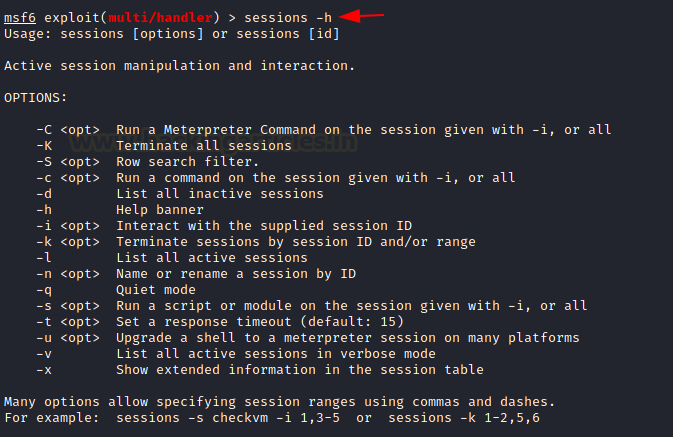 msf6 exploit(multi/handler) > sessions -h
Usage: sessions [options] or sessions [id]
Active session manipulation and interaction.
OPTIONS:
-C <opt>  Run a Meterpreter Command on the session given with -i, or all
-K        Terminate all sessions
-S <opt>  Row search filter.
-c <opt>  Run a command on the session given with -i, or all
-d        List all inactive sessions
-h        Help banner
-i <opt>  Interact with the supplied session ID
-k <opt>  Terminate sessions by session ID and/or range
-l        List all active sessions
-n <opt>  Name or rename a session by ID
-q        Quiet mode
-s <opt>  Run a script or module on the session given with -i, or all
-t <opt>  Set a response timeout (default: 15)
-u <opt>  Upgrade a shell to a meterpreter session on many platforms
-v        List all active sessions in verbose mode
-x        Show extended information in the session table
Many options allow specifying session ranges using commas and dashes.
For example:  sessions -s checkvm -i 1,3-5  or  sessions -k 1-2,5,6